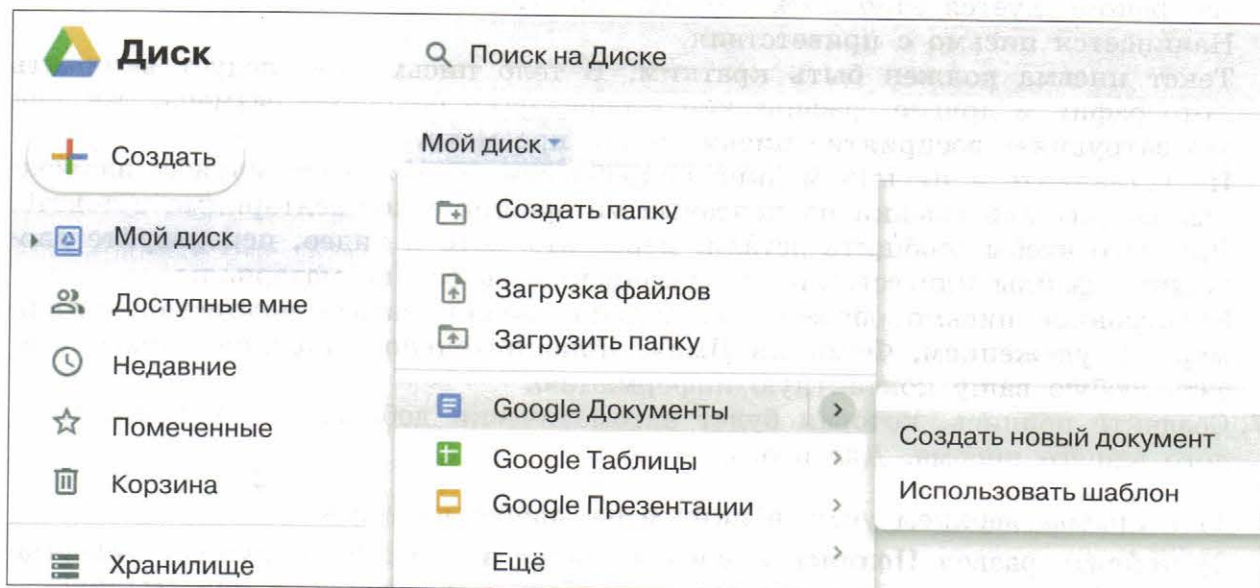 Диск
Поиск на Диске
Создать
Мой диск
Мой диск
Доступные мне
Недавние
Помеченные
Корзина
Хранилище
Создать папку
Загрузка файлов
Загрузить папку
Google Документы
Google Таблицы
Google Презентации
Ещё
Создать новый документ
Использовать шаблон